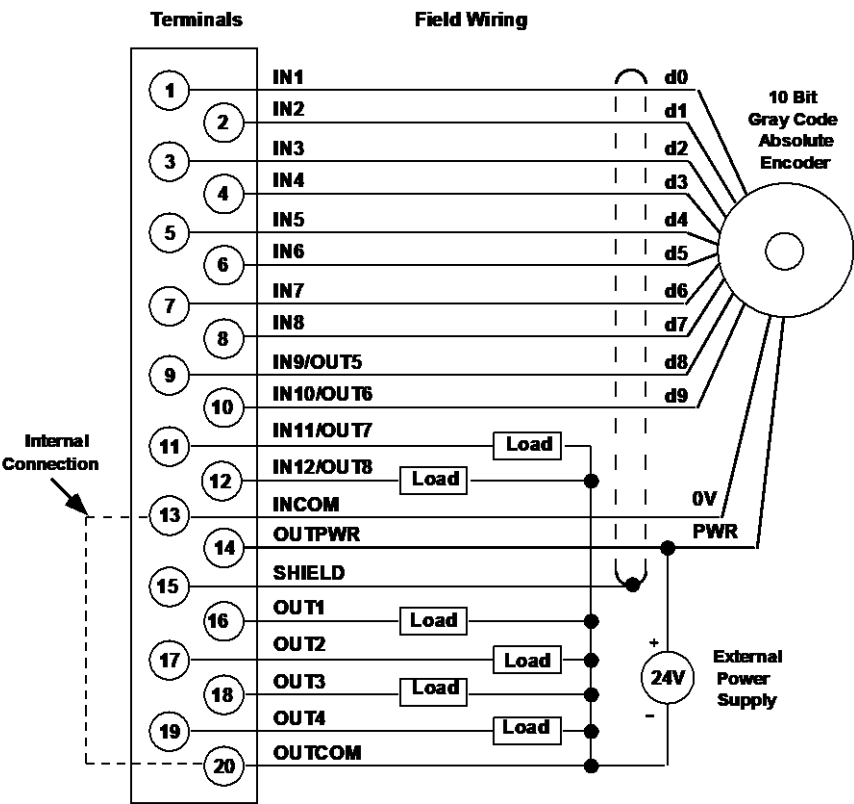 Terminals
Field Wiring
1
IN1
d0
2
IN2
d1
3
IN3
d2
4
IN4
d3
5
IN5
d4
6
IN6
d5
7
IN7
d6
8
IN8
d7
9
IN9/OUT5
d8
10
IN10/OUT6
d9
10 Bit
Gray Code
Absolute
Encoder
11
IN11/OUT7
Load
12
IN12/OUT8
Load
Internal
Connection
13
INCOM
0V
14
OUTPWR
PWR
15
SHIELD
16
OUT1
Load
17
OUT2
Load
18
OUT3
Load
19
OUT4
Load
20
OUTCOM
+
24V
−
External
Power
Supply